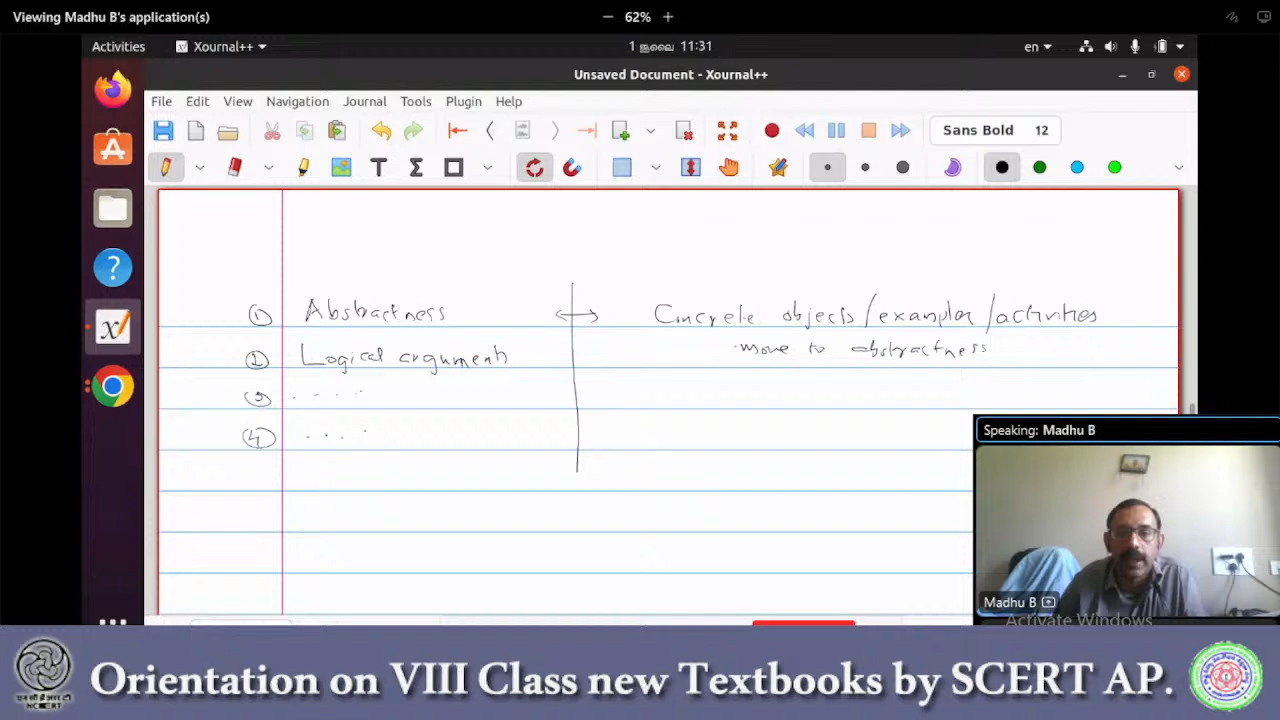 Viewing Madhu B's application(s)
62%
Activities
Xournal++
1 ജൂലൈ 11:31
en
Unsaved Document - Xournal++
File Edit View Navigation Journal Tools Plugin Help
Sans Bold 12
① Abstractness
Concrete objects/examples/activities
move to abstractness
② Logical arguments
③ . . . .
④ . . . .
Speaking: Madhu B
Madhu B
Activate Windows
Orientation on VIII Class new Textbooks by SCERT AP.
NCERT